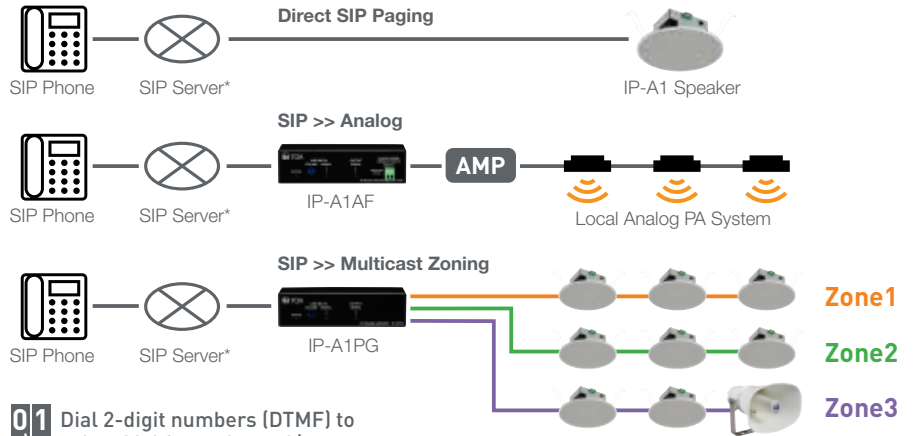 Direct SIP Paging
SIP Phone
SIP Server*
IP-A1 Speaker
SIP >> Analog
TOA
AMP
IP-A1AF
SIP Phone
SIP Server*
Local Analog PA System
SIP >> Multicast Zoning
TOA
Zone1
IP-A1PG
SIP Phone
SIP Server*
Zone2
Zone3
01 Dial 2-digit numbers (DTMF) to